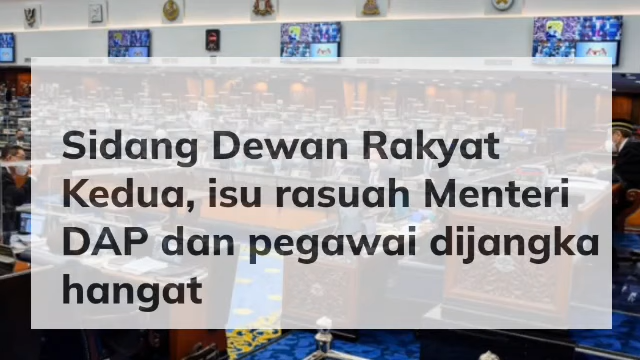 Sidang Dewan Rakyat
Kedua, isu rasuah Menteri
DAP dan pegawai dijangka
hangat